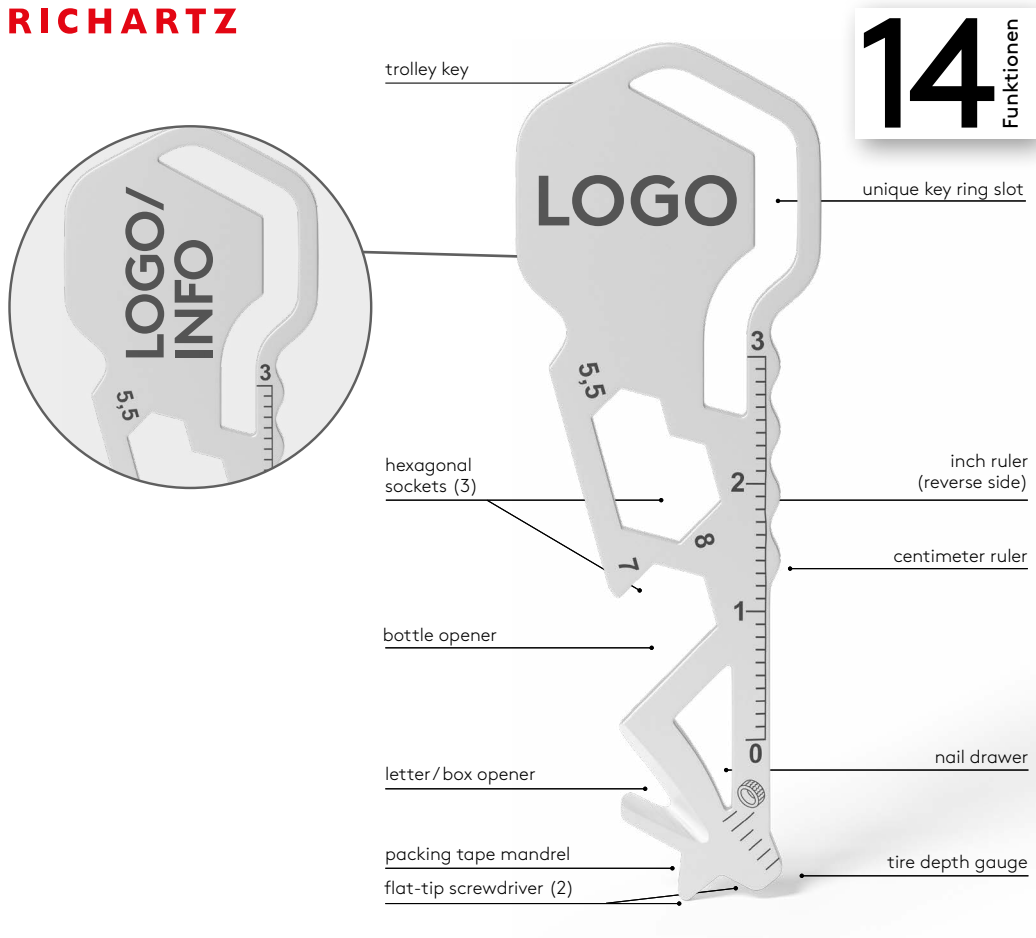 RICHARTZ
14
Funktionen
trolley key
unique key ring slot
LOGO
LOGO/
INFO
3
5,5
3
5,5
hexagonal
sockets (3)
inch ruler
(reverse side)
2
8
7
centimeter ruler
1
bottle opener
0
nail drawer
letter/box opener
packing tape mandrel
tire depth gauge
flat-tip screwdriver (2)